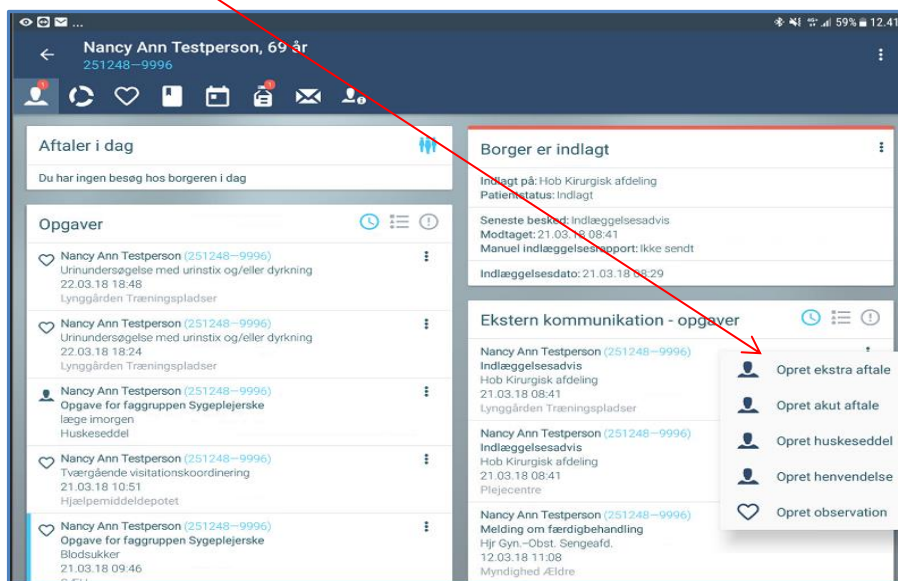 ...
59% 12.41
Nancy Ann Testperson, 69 år
251248-9996
Aftaler i dag
Du har ingen besøg hos borgeren i dag
Opgaver
Nancy Ann Testperson (251248-9996)
Urinundersøgelse med urinstix og/eller dyrkning
22.03.18 18:48
Lynggården Træningspladser
Nancy Ann Testperson (251248-9996)
Urinundersøgelse med urinstix og/eller dyrkning
22.03.18 18:24
Lynggården Træningspladser
Nancy Ann Testperson (251248-9996)
Opgave for faggruppen Sygeplejerske
læge imorgen
Huskeseddel
Nancy Ann Testperson (251248-9996)
Tværgående visitationskoordinering
21.03.18 10:51
Hjælpemiddeldepotet
Nancy Ann Testperson (251248-9996)
Opgave for faggruppen Sygeplejerske
Blodsukker
21.03.18 09:46
Borger er indlagt
Indlagt på: Hob Kirurgisk afdeling
Patientstatus: Indlagt
Seneste besked: Indlæggelsesadvis
Modtaget: 21.03.18 08:41
Manuel indlæggelsesrapport: Ikke sendt
Indlæggelsesdato: 21.03.18 08:29
Ekstern kommunikation - opgaver
Nancy Ann Testperson (251248-9996)
Indlæggelsesadvis
Hob Kirurgisk afdeling
21.03.18 08:41
Lynggården Træningspladser
Nancy Ann Testperson (251248-9996)
Indlæggelsesadvis
Hob Kirurgisk afdeling
21.03.18 08:41
Plejecentre
Nancy Ann Testperson (251248-9996)
Melding om færdigbehandling
Hjr Gyn.-Obst. Sengeafd.
12.03.18 11:08
Myndighed Ældre
Opret ekstra aftale
Opret akut aftale
Opret huskeseddel
Opret henvendelse
Opret observation